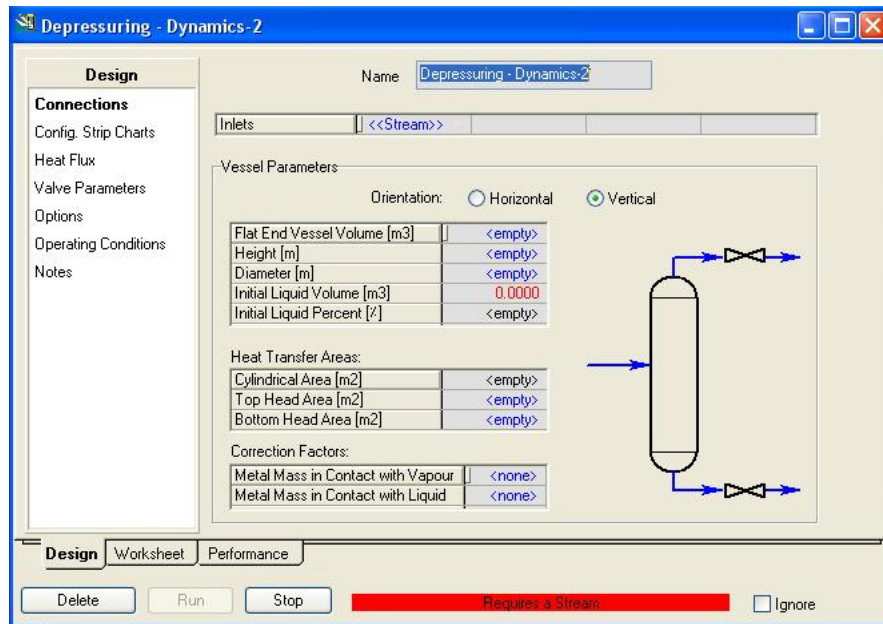 Depressuring - Dynamics-2
Design
Connections
Config. Strip Charts
Heat Flux
Valve Parameters
Options
Operating Conditions
Notes
Name Depressuring - Dynamics-2
Inlets <<Stream>>
Vessel Parameters
Orientation: Horizontal Vertical
Flat End Vessel Volume [m3] <empty>
Height [m] <empty>
Diameter [m] <empty>
Initial Liquid Volume [m3] 0.0000
Initial Liquid Percent [%] <empty>
Heat Transfer Areas:
Cylindrical Area [m2] <empty>
Top Head Area [m2] <empty>
Bottom Head Area [m2] <empty>
Correction Factors:
Metal Mass in Contact with Vapour <none>
Metal Mass in Contact with Liquid <none>
Design Worksheet Performance
Delete Run Stop Requires a Stream Ignore